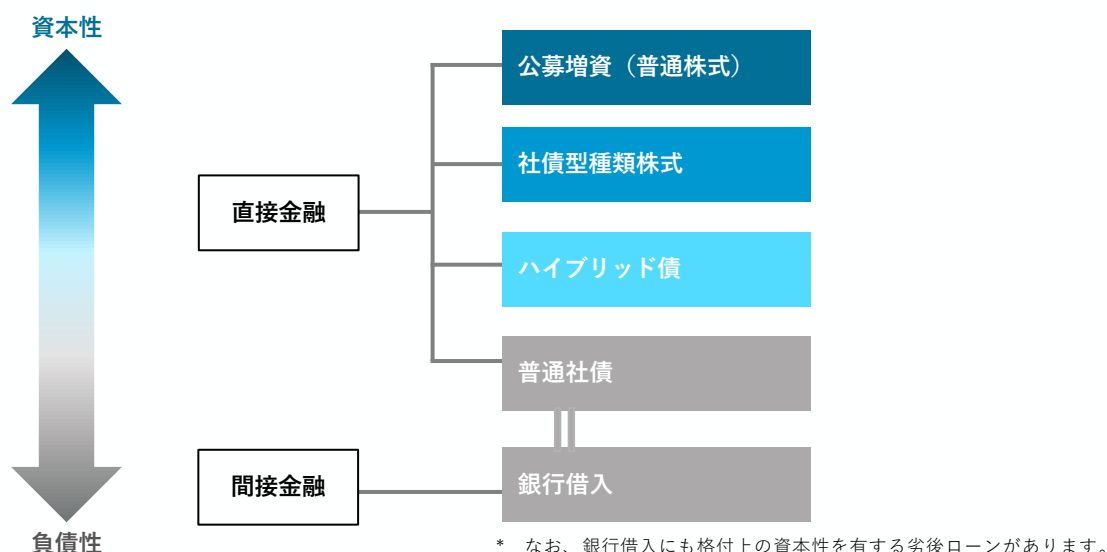 資本性
公募増資（普通株式）
社債型種類株式
直接金融
ハイブリッド債
普通社債
間接金融
銀行借入
負債性
* なお、銀行借入にも格付上の資本性を有する劣後ローンがあります。